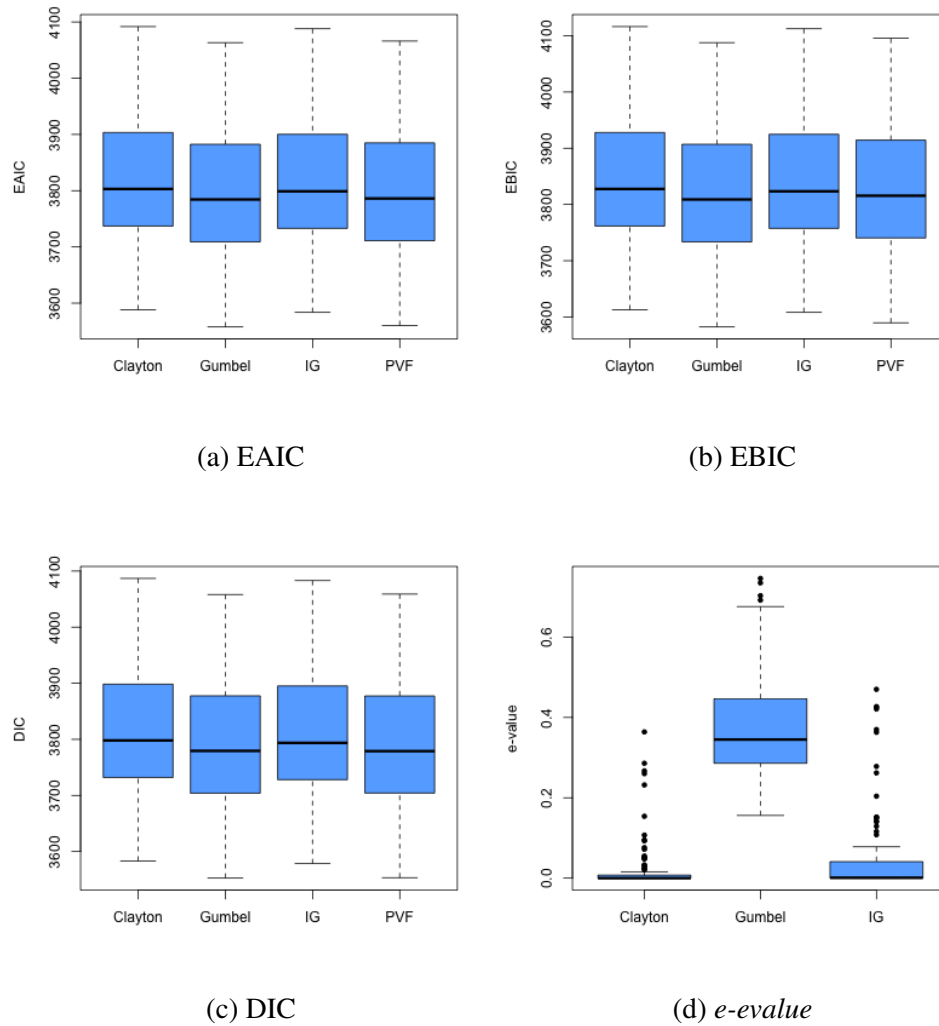 EAIC
3600 3700 3800 3900 4000 4100
Clayton Gumbel IG PVF
(a) EAIC
EBIC
3600 3700 3800 3900 4000 4100
Clayton Gumbel IG PVF
(b) EBIC
DIC
3600 3700 3800 3900 4000 4100
Clayton Gumbel IG PVF
(c) DIC
e-value
0.0 0.2 0.4 0.6
Clayton Gumbel IG
(d) e-evalue